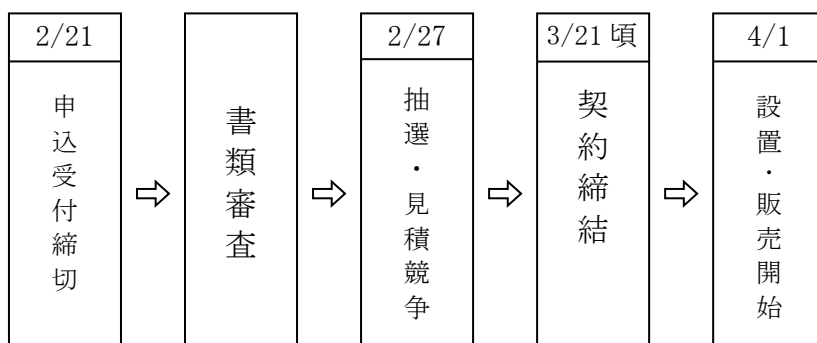 2/21
申込受付締切
⇨
書類審査
⇨
2/27
抽選・見積競争
⇨
3/21頃
契約締結
⇨
4/1
設置・販売開始